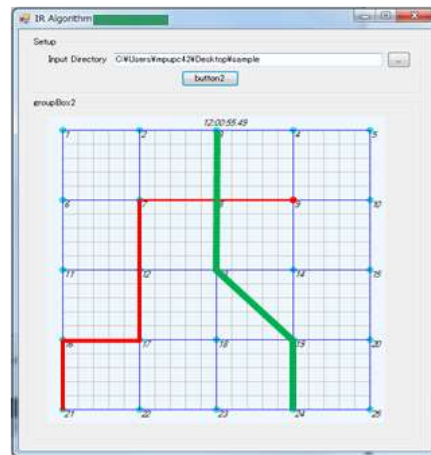 IR Algorithm
Setup
Input Directory C:¥Users¥mpupc42¥Desktop¥sample ...
button2
groupBox2
12:00:55.49
1 2 3 4 5
6 7 8 9 10
11 12 13 14 15
16 17 18 19 20
21 22 23 24 25